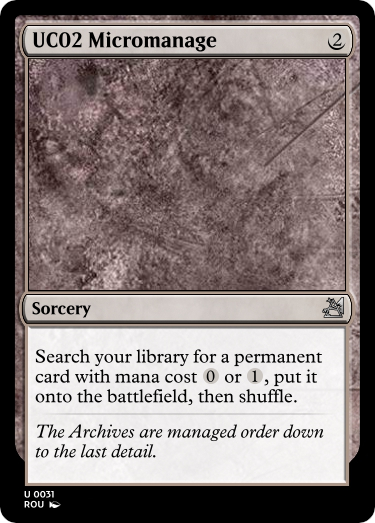 UC02 Micromanage 2
Sorcery
Search your library for a permanent
card with mana cost 0 or 1, put it
onto the battlefield, then shuffle.
The Archives are managed order down
to the last detail.
U 0031
ROU